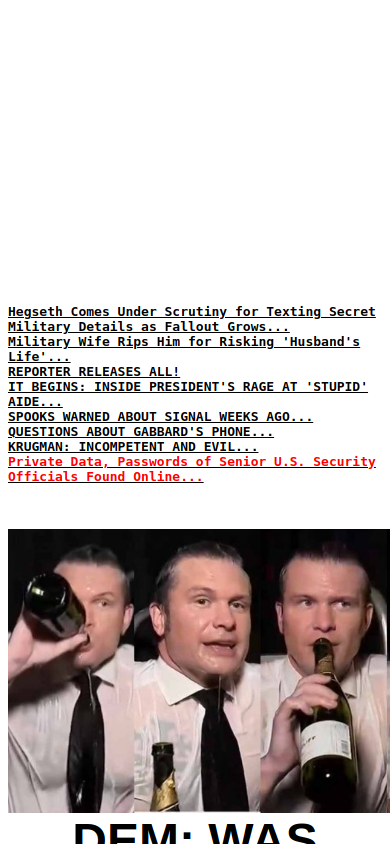 Hegseth Comes Under Scrutiny for Texting Secret
Military Details as Fallout Grows...
Military Wife Rips Him for Risking 'Husband's
Life'...
REPORTER RELEASES ALL!
IT BEGINS: INSIDE PRESIDENT'S RAGE AT 'STUPID'
AIDE...
SPOOKS WARNED ABOUT SIGNAL WEEKS AGO...
QUESTIONS ABOUT GABBARD'S PHONE...
KRUGMAN: INCOMPETENT AND EVIL...
Private Data, Passwords of Senior U.S. Security
Officials Found Online...
DEM: WAS